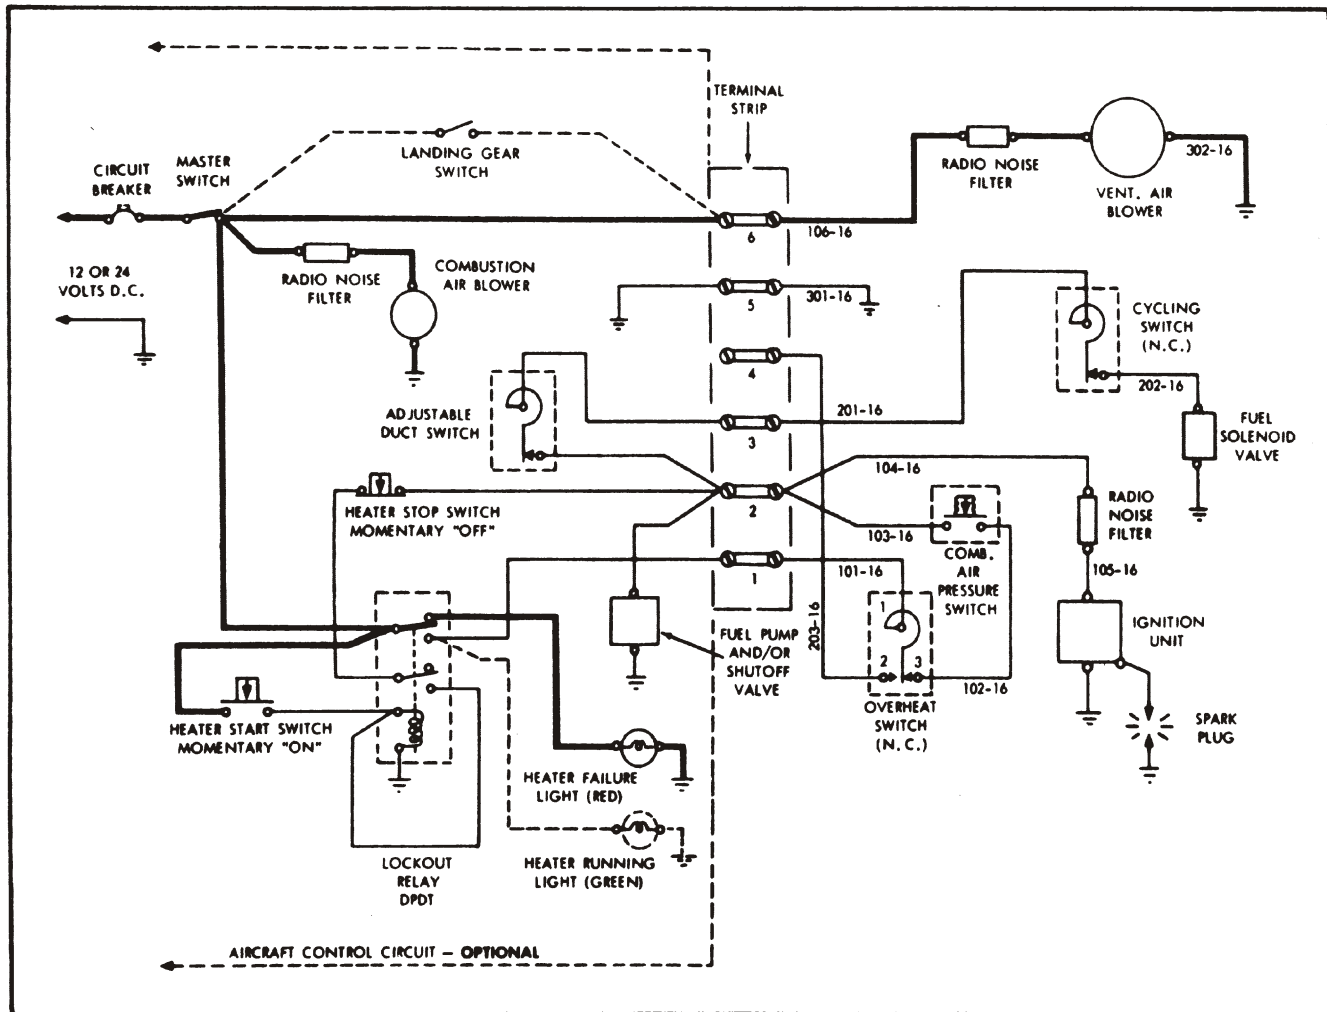 TERMINAL
STRIP
LANDING GEAR
SWITCH
CIRCUIT
BREAKER
MASTER
SWITCH
RADIO NOISE
FILTER
302-16
VENT. AIR
BLOWER
6
106-16
12 OR 24
VOLTS D.C.
RADIO NOISE
FILTER
COMBUSTION
AIR BLOWER
5
301-16
CYCLING
SWITCH
(N.C.)
4
202-16
ADJUSTABLE
DUCT SWITCH
3
201-16
FUEL
SOLENOID
VALVE
104-16
HEATER STOP SWITCH
MOMENTARY "OFF"
2
103-16
RADIO
NOISE
FILTER
COMB.
AIR
PRESSURE
SWITCH
1
101-16
105-16
203-16
1
2
3
102-16
OVERHEAT
SWITCH
(N.C.)
IGNITION
UNIT
FUEL PUMP
AND/OR
SHUTOFF
VALVE
SPARK
PLUG
HEATER START SWITCH
MOMENTARY "ON"
HEATER FAILURE
LIGHT (RED)
HEATER RUNNING
LIGHT (GREEN)
LOCKOUT
RELAY
DPDT
AIRCRAFT CONTROL CIRCUIT – OPTIONAL